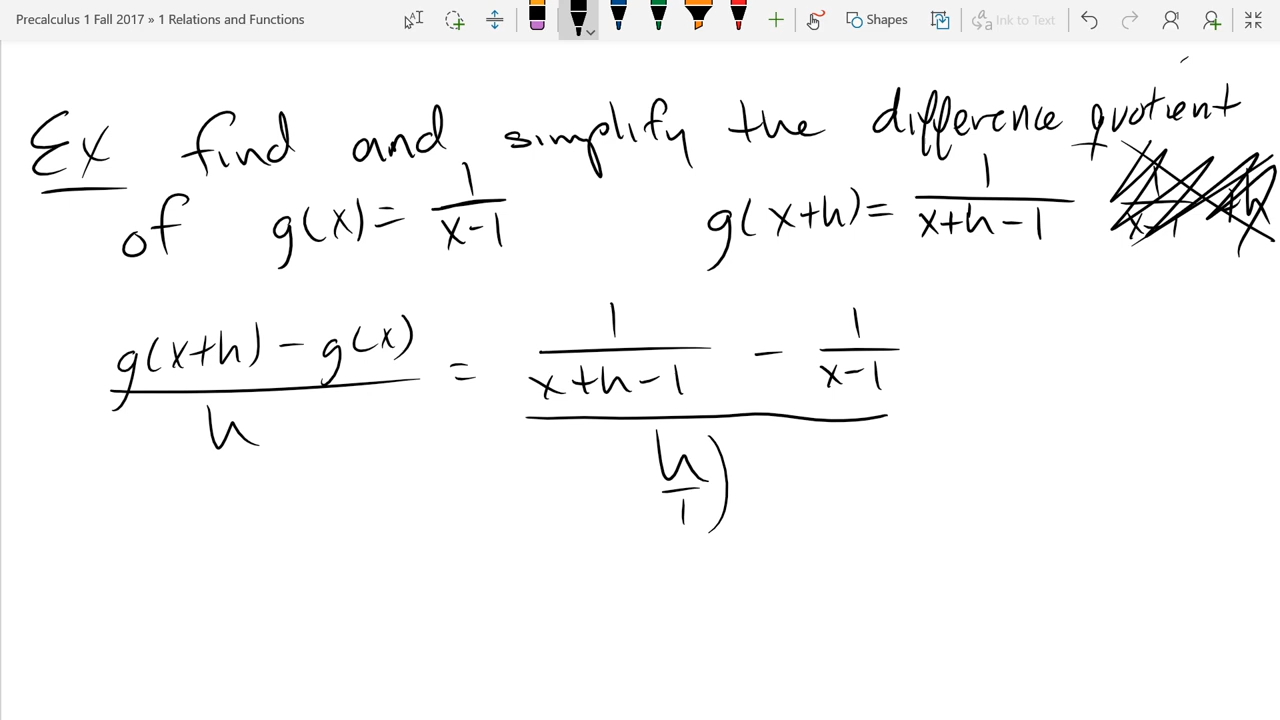 Precalculus 1 Fall 2017 » 1 Relations and Functions
Shapes
Ink to Text
Ex find and simplify the difference quotient
of g(x) = 1/(x-1) g(x+h) = 1/(x+h-1)
(g(x+h) - g(x))/h = (1/(x+h-1) - 1/(x-1))/(h/1)